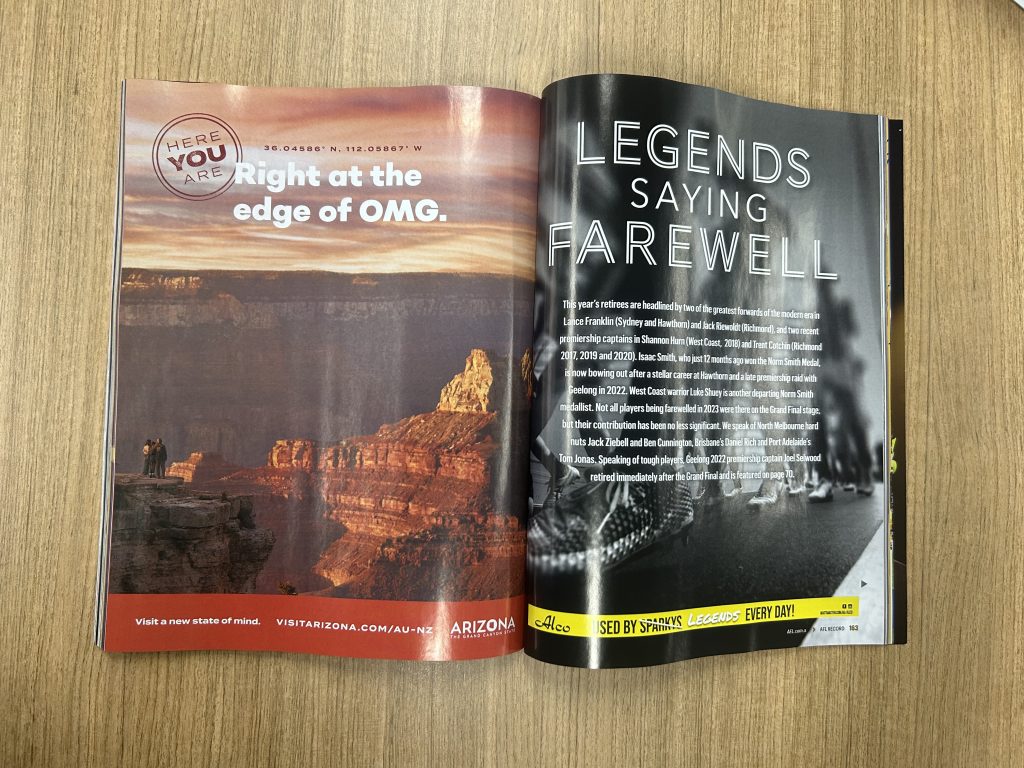 HERE
YOU
ARE
36.04586° N, 112.05867° W
Right at the
edge of OMG.
Visit a new state of mind.
VISITARIZONA.COM/AU-NZ
ARIZONA
THE GRAND CANYON STATE
LEGENDS
SAYING
FAREWELL
This year's retirees are headlined by two of the greatest forwards of the modern era in
Lance Franklin (Sydney and Hawthorn) and Jack Riewoldt (Richmond), and two recent
premiership captains in Shannon Hurn (West Coast, 2018) and Trent Cotchin (Richmond
2017, 2019 and 2020). Isaac Smith, who just 12 months ago won the Norm Smith Medal,
is now bowing out after a stellar career at Hawthorn and a late premiership raid with
Geelong in 2022. West Coast warrior Luke Shuey is another departing Norm Smith
medallist. Not all players being farewelled in 2023 were there on the Grand Final stage,
but their contribution has been no less significant. We speak of North Melbourne hard
nuts Jack Ziebell and Ben Cunnington, Brisbane's Daniel Rich and Port Adelaide's
Tom Jonas. Speaking of tough players, Geelong 2022 premiership captain Joel Selwood
retired immediately after the Grand Final and is featured on page 70.
Alco
USED BY SPARKYS LEGENDS EVERY DAY!
AFL.com.au
AFL RECORD 163